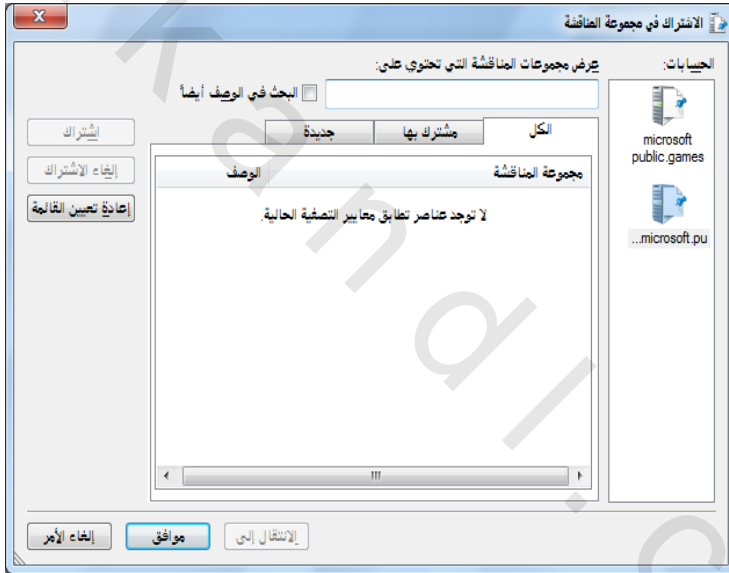 الاشتراك في مجموعة المناقشة
الحسابات:
microsoft
public.games
microsoft.pu...
عرض مجموعات المناقشة التي تحتوي على:
البحث في الوصف أيضاً
الكل
مشترك بها
جديدة
مجموعة المناقشة
الوصف
لا توجد عناصر تطابق معايير التصفية الحالية.
اشتراك
إلغاء الاشتراك
إعادة تعيين القائمة
الانتقال إلى
موافق
إلغاء الأمر
k a n d l . c